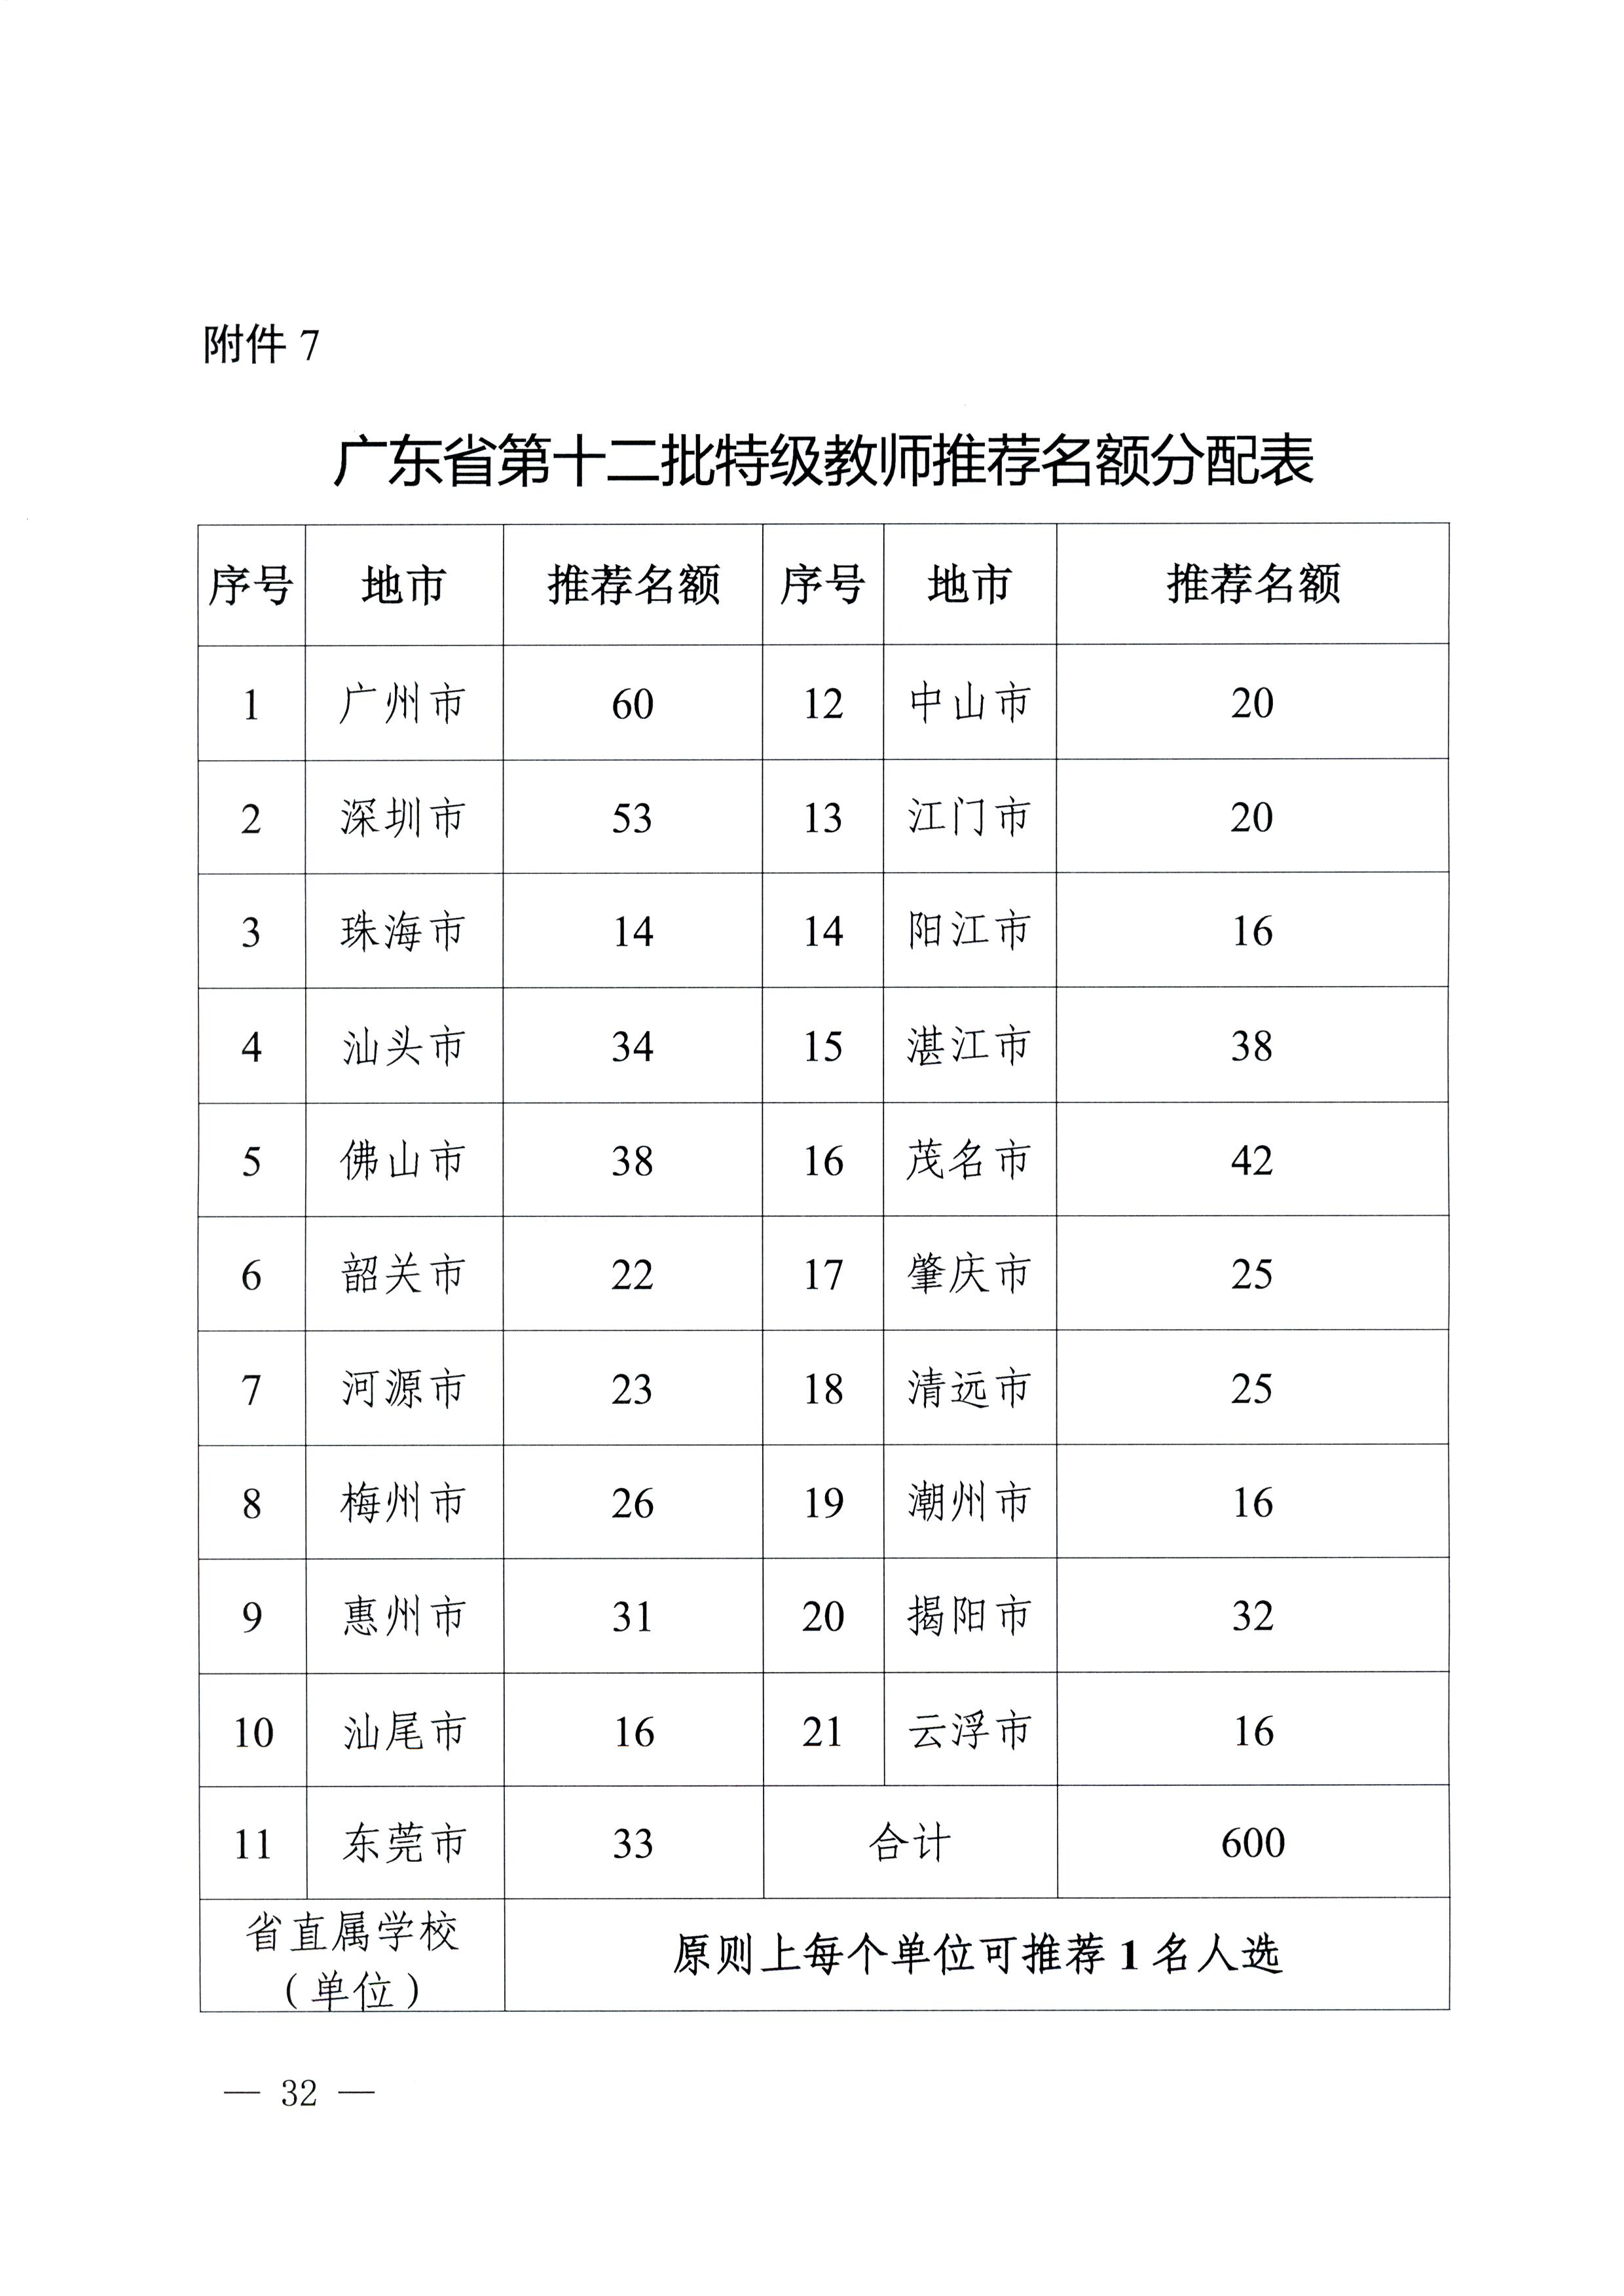 附件 7
广东省第十二批特级教师推荐名额分配表
序号 地市 推荐名额 序号 地市 推荐名额
1 广州市 60 12 中山市 20
2 深圳市 53 13 江门市 20
3 珠海市 14 14 阳江市 16
4 汕头市 34 15 湛江市 38
5 佛山市 38 16 茂名市 42
6 韶关市 22 17 肇庆市 25
7 河源市 23 18 清远市 25
8 梅州市 26 19 潮州市 16
9 惠州市 31 20 揭阳市 32
10 汕尾市 16 21 云浮市 16
11 东莞市 33 合计 600
省直属学校
（单位）
原则上每个单位可推荐 1 名人选
— 32 —